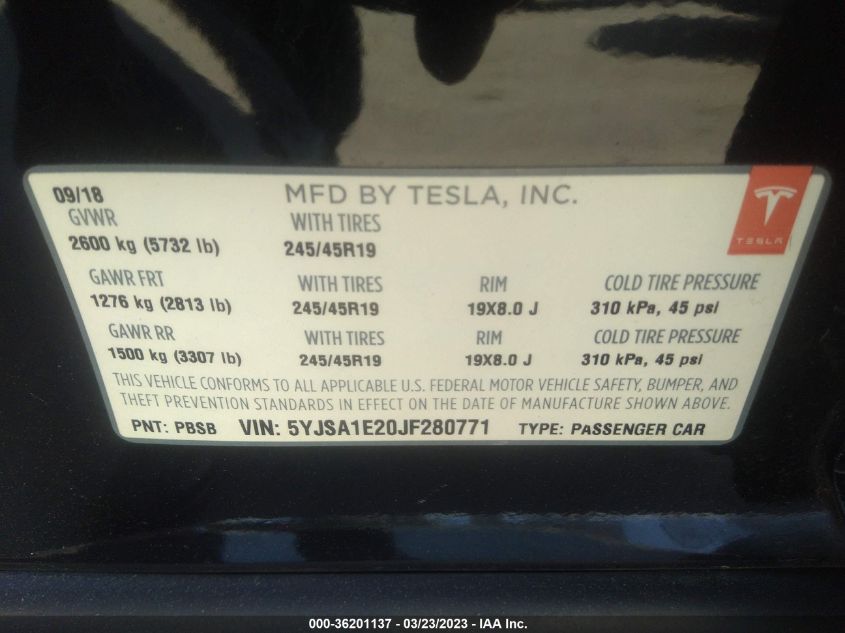 09/18 MFD BY TESLA, INC.
GVWR WITH TIRES
2600 kg (5732 lb) 245/45R19
TESLA
GAWR FRT WITH TIRES RIM COLD TIRE PRESSURE
1276 kg (2813 lb) 245/45R19 19X8.0 J 310 kPa, 45 psi
GAWR RR WITH TIRES RIM COLD TIRE PRESSURE
1500 kg (3307 lb) 245/45R19 19X8.0 J 310 kPa, 45 psi
THIS VEHICLE CONFORMS TO ALL APPLICABLE U.S. FEDERAL MOTOR VEHICLE SAFETY, BUMPER, AND
THEFT PREVENTION STANDARDS IN EFFECT ON THE DATE OF MANUFACTURE SHOWN ABOVE.
PNT: PBSB VIN: 5YJSA1E20JF280771 TYPE: PASSENGER CAR
000-36201137 - 03/23/2023 - IAA Inc.